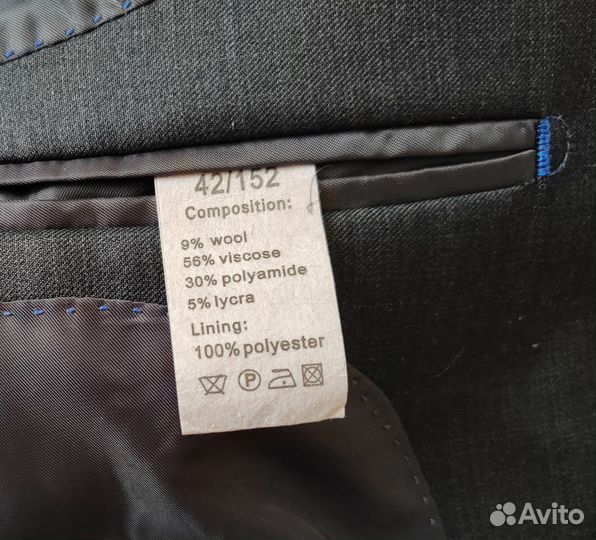 42/152
Composition:
9% wool
56% viscose
30% polyamide
5% lycra
Lining:
100% polyester
P
Avito